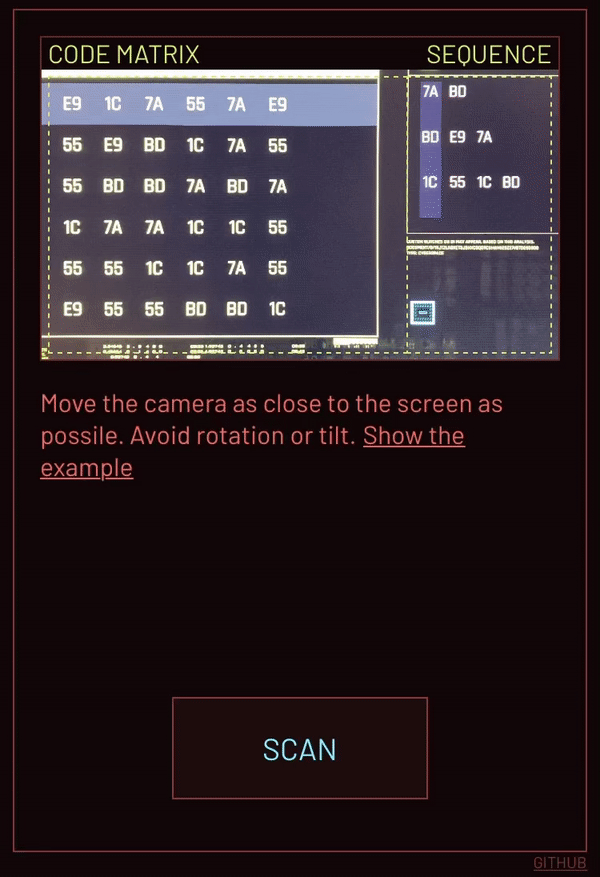 CODE MATRIX
SEQUENCE
E9 1C 7A 55 7A E9
55 E9 BD 1C 7A 55
55 BD BD 7A BD 7A
1C 7A 7A 1C 1C 55
55 55 1C 1C 7A 55
E9 55 55 BD BD 1C
7A BD
BD E9 7A
1C 55 1C BD
Move the camera as close to the screen as
possile. Avoid rotation or tilt. Show the
example
SCAN
GITHUB